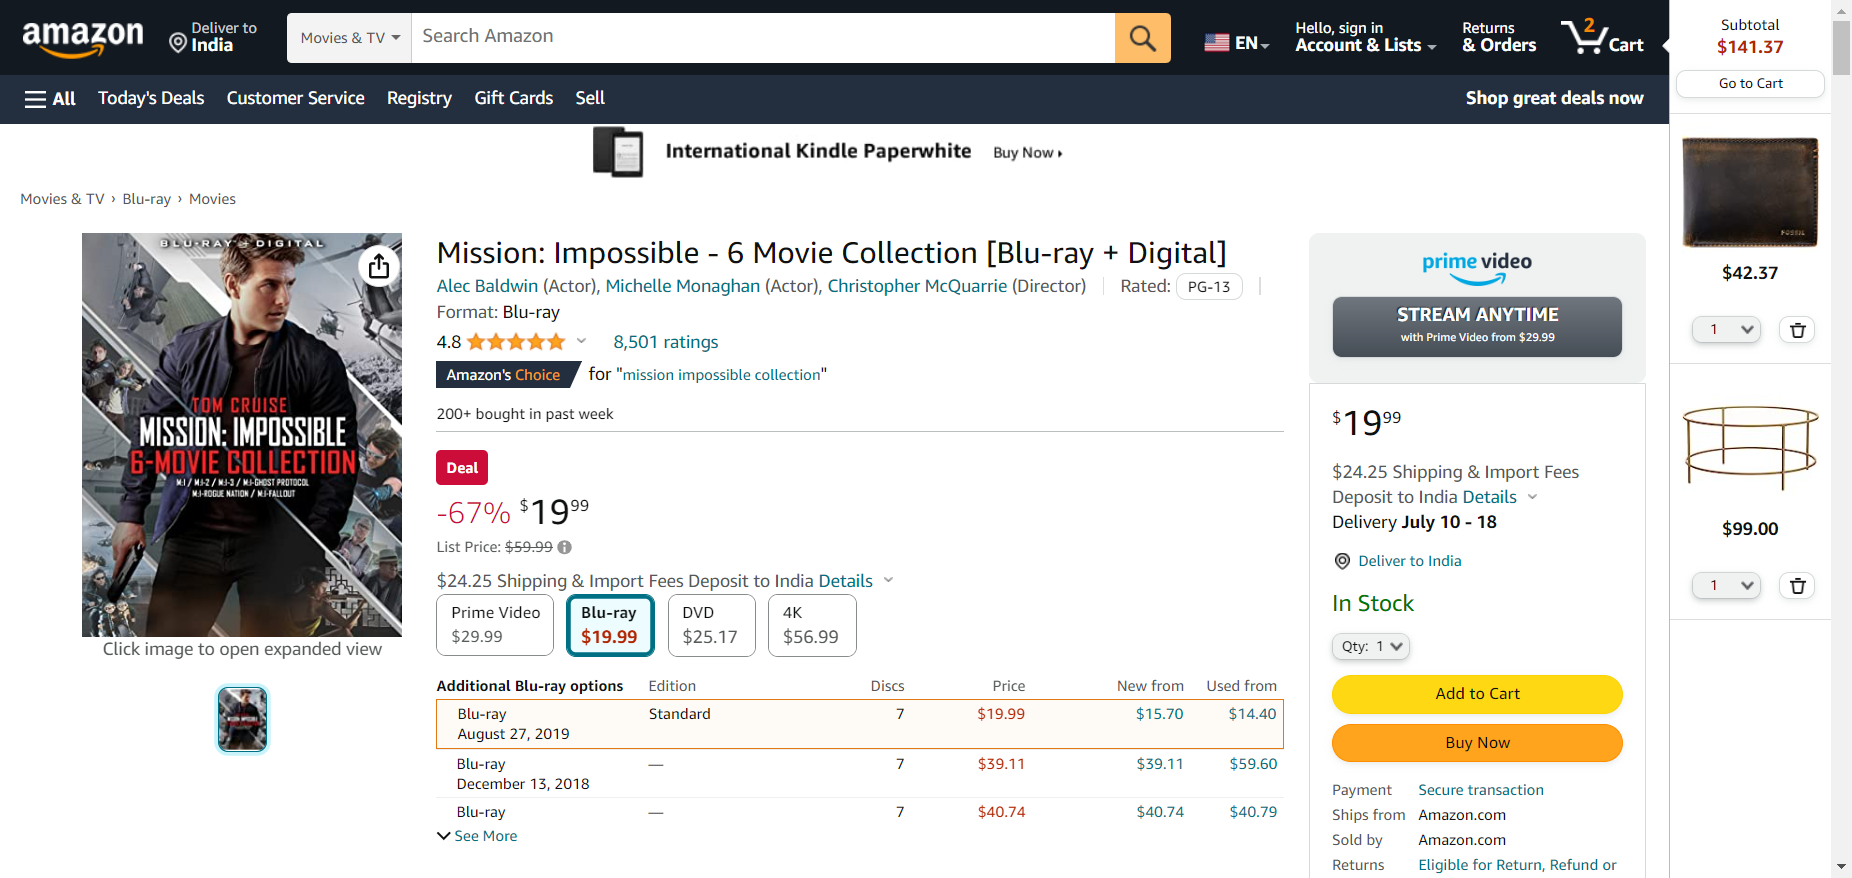 amazon
Deliver to
India
Movies & TV
Search Amazon
EN
Hello, sign in
Account & Lists
Returns
& Orders
2
Cart
All
Today's Deals
Customer Service
Registry
Gift Cards
Sell
Shop great deals now
International Kindle Paperwhite
Buy Now
Movies & TV › Blu-ray › Movies
BLU-RAY + DIGITAL
TOM CRUISE
MISSION: IMPOSSIBLE
6-MOVIE COLLECTION
M:I / M:I-2 / M:I-3 / M:I-GHOST PROTOCOL
M:I-ROGUE NATION / M:I-FALLOUT
Click image to open expanded view
Mission: Impossible - 6 Movie Collection [Blu-ray + Digital]
Alec Baldwin (Actor), Michelle Monaghan (Actor), Christopher McQuarrie (Director)
Rated: PG-13
Format: Blu-ray
4.8
8,501 ratings
Amazon's Choice for "mission impossible collection"
200+ bought in past week
Deal
-67% $19.99
List Price: $59.99
$24.25 Shipping & Import Fees Deposit to India Details
Prime Video
$29.99
Blu-ray
$19.99
DVD
$25.17
4K
$56.99
Additional Blu-ray options Edition Discs Price New from Used from
Blu-ray Standard 7 $19.99 $15.70 $14.40
August 27, 2019
Blu-ray — 7 $39.11 $39.11 $59.60
December 13, 2018
Blu-ray — 7 $40.74 $40.74 $40.79
See More
prime video
STREAM ANYTIME
with Prime Video from $29.99
$19.99
$24.25 Shipping & Import Fees
Deposit to India Details
Delivery July 10 - 18
Deliver to India
In Stock
Qty: 1
Add to Cart
Buy Now
Payment Secure transaction
Ships from Amazon.com
Sold by Amazon.com
Returns Eligible for Return, Refund or
Subtotal
$141.37
Go to Cart
FOSSIL
$42.37
1
$99.00
1